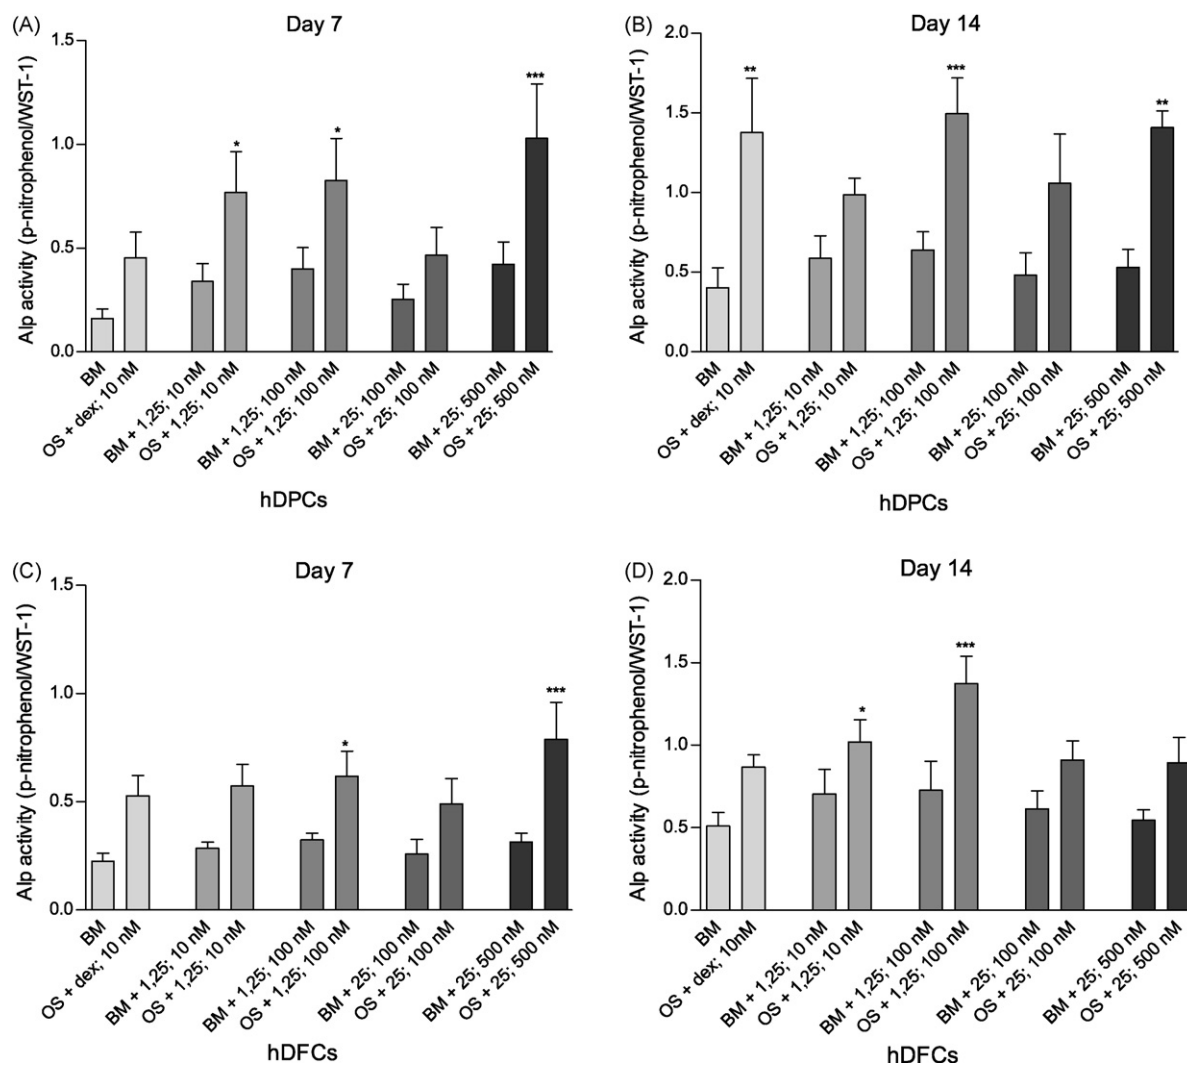 (A)
Day 7
Alp activity (p-nitrophenol/WST-1)
1.5
1.0
0.5
0.0
*
*
***
BM
OS + dex; 10 nM
BM + 1,25; 10 nM
OS + 1,25; 10 nM
BM + 1,25; 100 nM
OS + 1,25; 100 nM
BM + 25; 100 nM
OS + 25; 100 nM
BM + 25; 500 nM
OS + 25; 500 nM
hDPCs
(B)
Day 14
Alp activity (p-nitrophenol/WST-1)
2.0
1.5
1.0
0.5
0.0
**
***
**
BM
OS + dex; 10 nM
BM + 1,25; 10 nM
OS + 1,25; 10 nM
BM + 1,25; 100 nM
OS + 1,25; 100 nM
BM + 25; 100 nM
OS + 25; 100 nM
BM + 25; 500 nM
OS + 25; 500 nM
hDPCs
(C)
Day 7
Alp activity (p-nitrophenol/WST-1)
1.5
1.0
0.5
0.0
*
***
BM
OS + dex; 10 nM
BM + 1,25; 10 nM
OS + 1,25; 10 nM
BM + 1,25; 100 nM
OS + 1,25; 100 nM
BM + 25; 100 nM
OS + 25; 100 nM
BM + 25; 500 nM
OS + 25; 500 nM
hDFCs
(D)
Day 14
Alp activity (p-nitrophenol/WST-1)
2.0
1.5
1.0
0.5
0.0
*
***
BM
OS + dex; 10nM
BM + 1,25; 10 nM
OS + 1,25; 10 nM
BM + 1,25; 100 nM
OS + 1,25; 100 nM
BM + 25; 100 nM
OS + 25; 100 nM
BM + 25; 500 nM
OS + 25; 500 nM
hDFCs